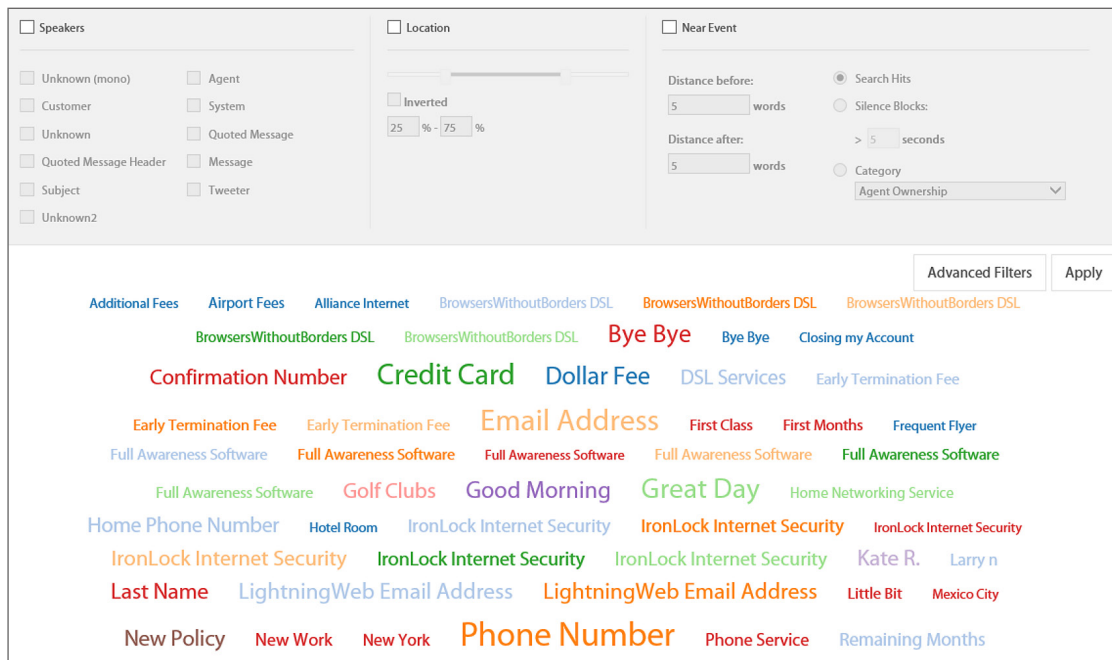 Speakers Location Near Event
Unknown (mono) Agent Distance before: Search Hits
Customer System Inverted 5 words Silence Blocks:
Unknown Quoted Message 25 % - 75 % Distance after: > 5 seconds
Quoted Message Header Message 5 words Category
Subject Tweeter Agent Ownership
Unknown2
Advanced Filters Apply
Additional Fees Airport Fees Alliance Internet BrowsersWithoutBorders DSL BrowsersWithoutBorders DSL BrowsersWithoutBorders DSL
BrowsersWithoutBorders DSL BrowsersWithoutBorders DSL Bye Bye Bye Bye Closing my Account
Confirmation Number Credit Card Dollar Fee DSL Services Early Termination Fee
Early Termination Fee Early Termination Fee Email Address First Class First Months Frequent Flyer
Full Awareness Software Full Awareness Software Full Awareness Software Full Awareness Software Full Awareness Software
Full Awareness Software Golf Clubs Good Morning Great Day Home Networking Service
Home Phone Number Hotel Room IronLock Internet Security IronLock Internet Security IronLock Internet Security
IronLock Internet Security IronLock Internet Security IronLock Internet Security Kate R. Larry n
Last Name LightningWeb Email Address LightningWeb Email Address Little Bit Mexico City
New Policy New Work New York Phone Number Phone Service Remaining Months